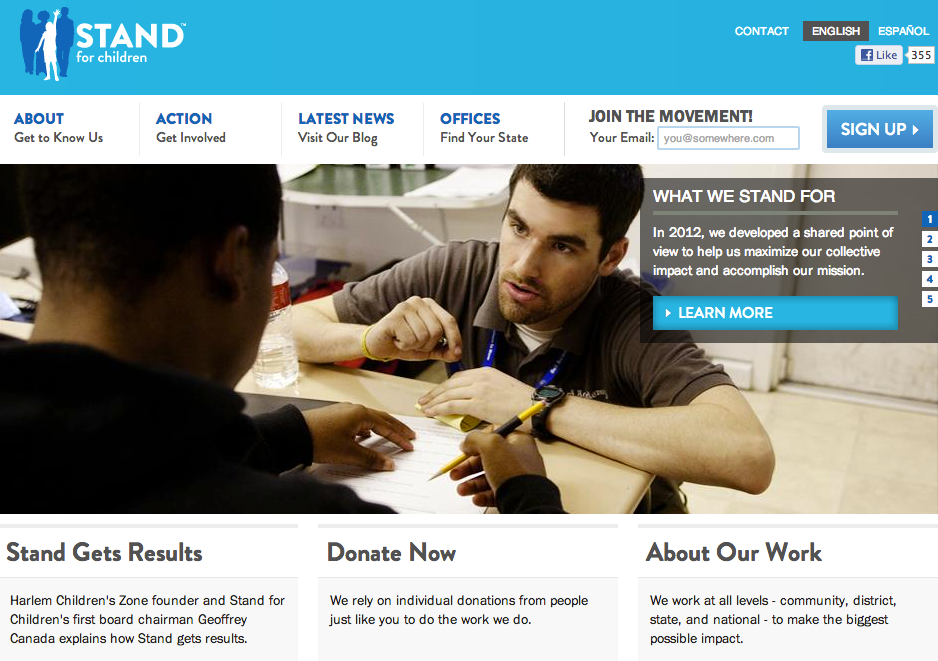 STAND™
for children
CONTACT
ENGLISH
ESPAÑOL
Like
355
ABOUT
Get to Know Us
ACTION
Get Involved
LATEST NEWS
Visit Our Blog
OFFICES
Find Your State
JOIN THE MOVEMENT!
Your Email: you@somewhere.com
SIGN UP
WHAT WE STAND FOR
In 2012, we developed a shared point of
view to help us maximize our collective
impact and accomplish our mission.
LEARN MORE
1
2
3
4
5
Stand Gets Results
Harlem Children's Zone founder and Stand for
Children's first board chairman Geoffrey
Canada explains how Stand gets results.
Donate Now
We rely on individual donations from people
just like you to do the work we do.
About Our Work
We work at all levels - community, district,
state, and national - to make the biggest
possible impact.